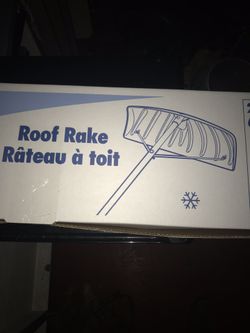 Roof Rake
Râteau à toit